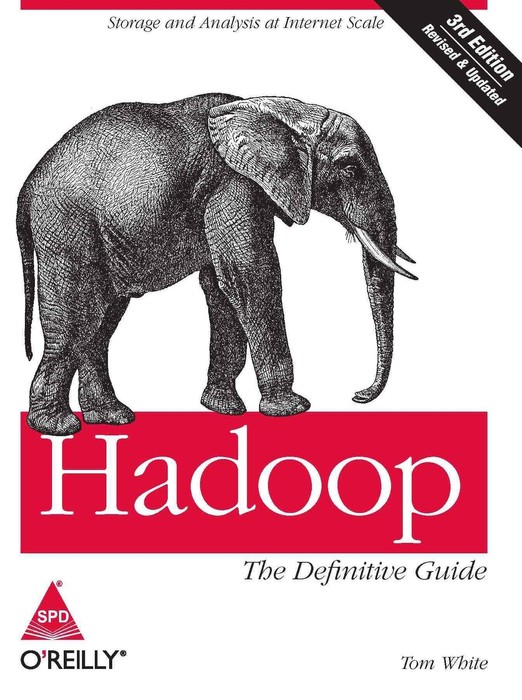 Storage and Analysis at Internet Scale
3rd Edition
Revised & Updated
Hadoop
The Definitive Guide
SPD
®
O'REILLY®
Tom White